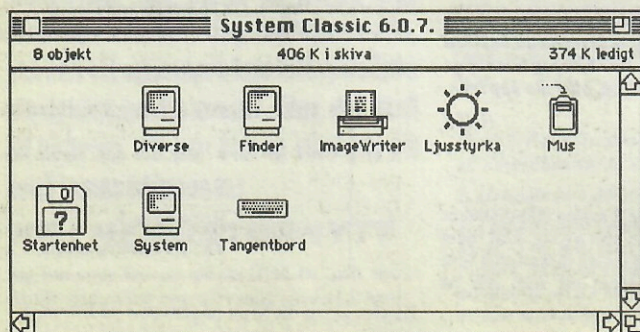 System Classic 6.0.7.
8 objekt 406 K i skiva 374 K ledigt
Diverse Finder ImageWriter Ljusstyrka Mus
?
Startenhet System Tangentbord